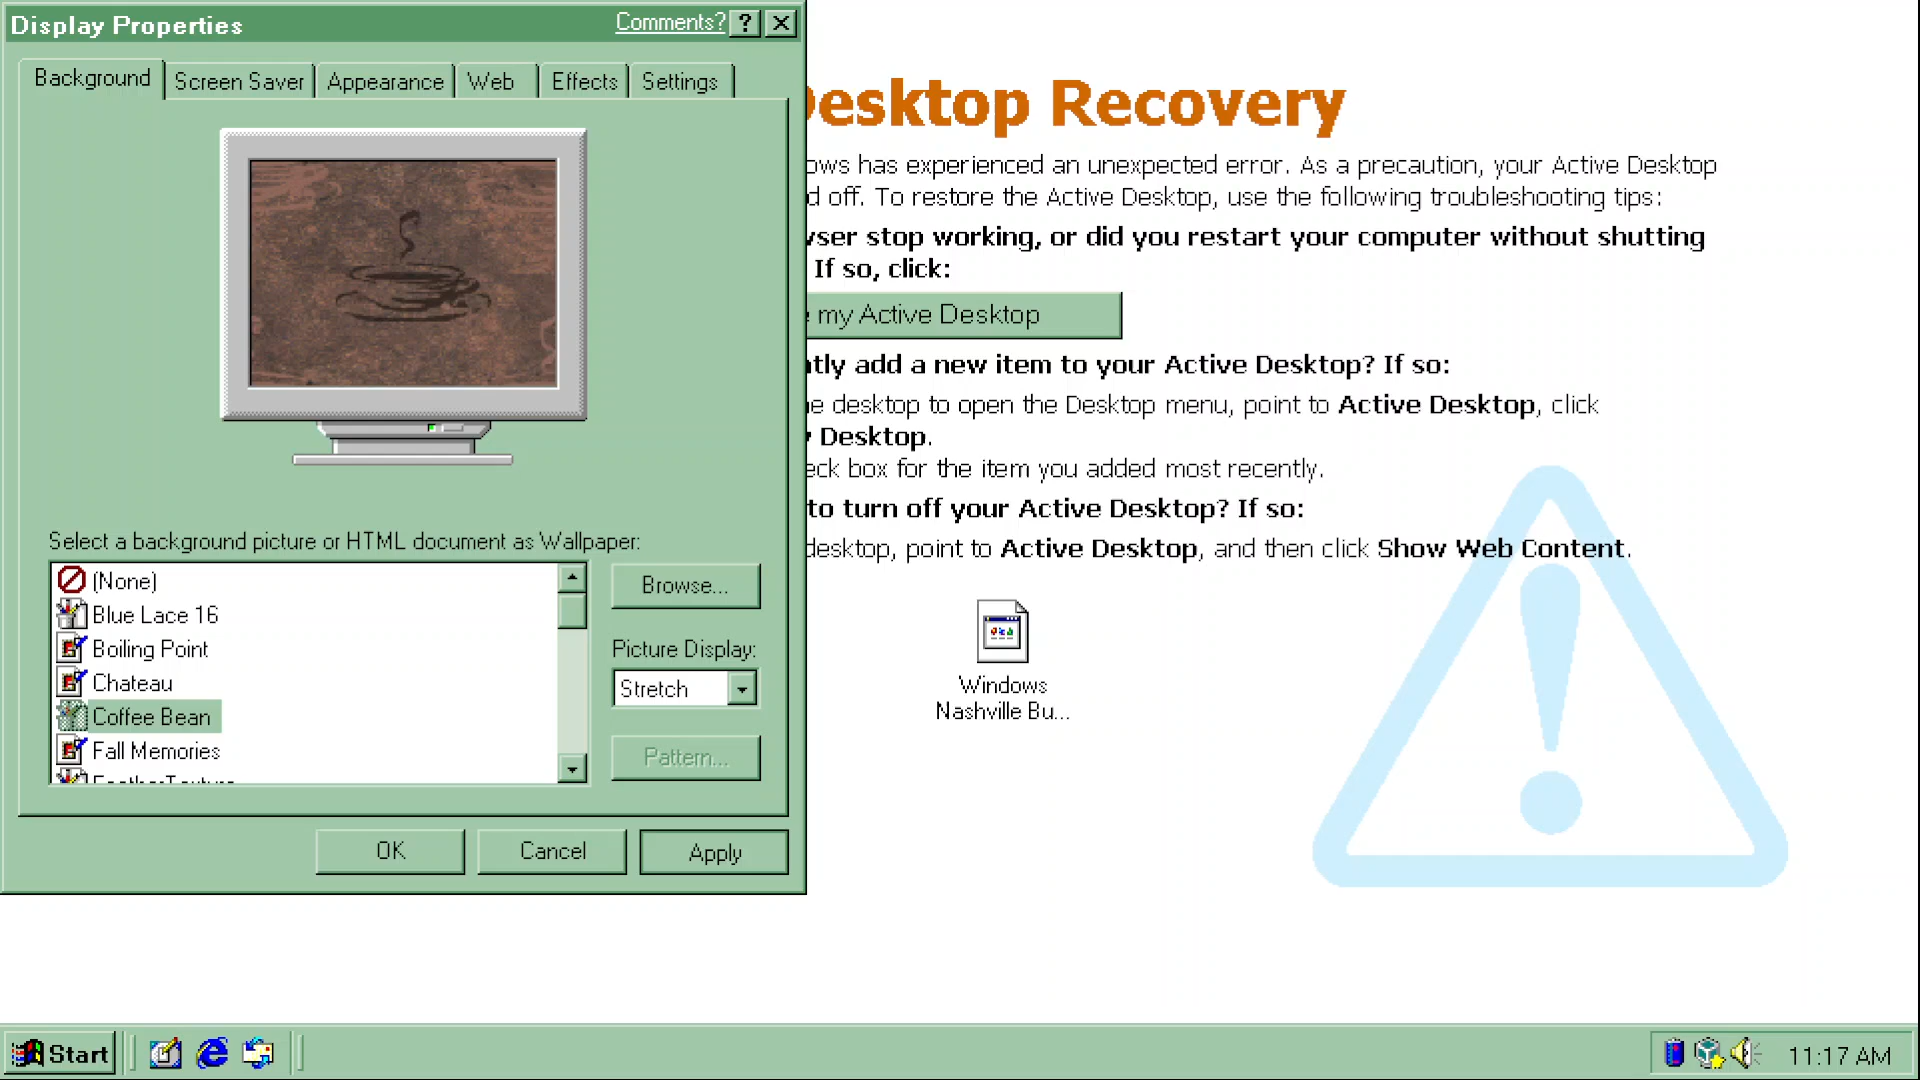 Display Properties
Comments?
?
Background
Screen Saver
Appearance
Web
Effects
Settings
Select a background picture or HTML document as Wallpaper:
(None)
Blue Lace 16
Boiling Point
Chateau
Coffee Bean
Fall Memories
FeatherTexture
Browse...
Picture Display:
Stretch
Pattern...
OK
Cancel
Apply
Desktop Recovery
ows has experienced an unexpected error. As a precaution, your Active Desktop
d off. To restore the Active Desktop, use the following troubleshooting tips:
wser stop working, or did you restart your computer without shutting
If so, click:
e my Active Desktop
ntly add a new item to your Active Desktop? If so:
he desktop to open the Desktop menu, point to Active Desktop, click
y Desktop.
eck box for the item you added most recently.
to turn off your Active Desktop? If so:
desktop, point to Active Desktop, and then click Show Web Content.
Windows
Nashville Bu...
Start
11:17 AM